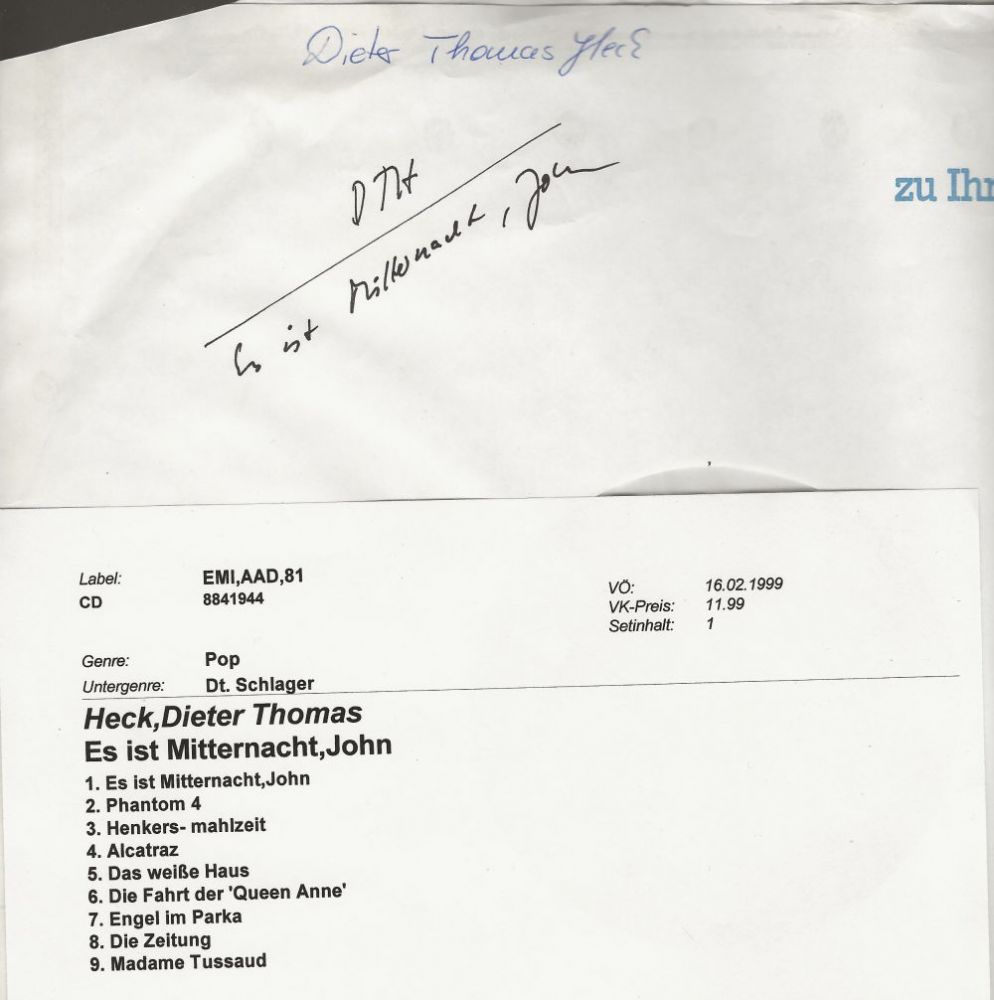 Dieter Thomas Heck
DTH
zu Ihr
Es ist Mitternacht, John
Label: EMI,AAD,81
CD 8841944
VÖ: 16.02.1999
VK-Preis: 11.99
Setinhalt: 1
Genre: Pop
Untergenre: Dt. Schlager
Heck,Dieter Thomas
Es ist Mitternacht,John
1. Es ist Mitternacht,John
2. Phantom 4
3. Henkers- mahlzeit
4. Alcatraz
5. Das weiße Haus
6. Die Fahrt der 'Queen Anne'
7. Engel im Parka
8. Die Zeitung
9. Madame Tussaud